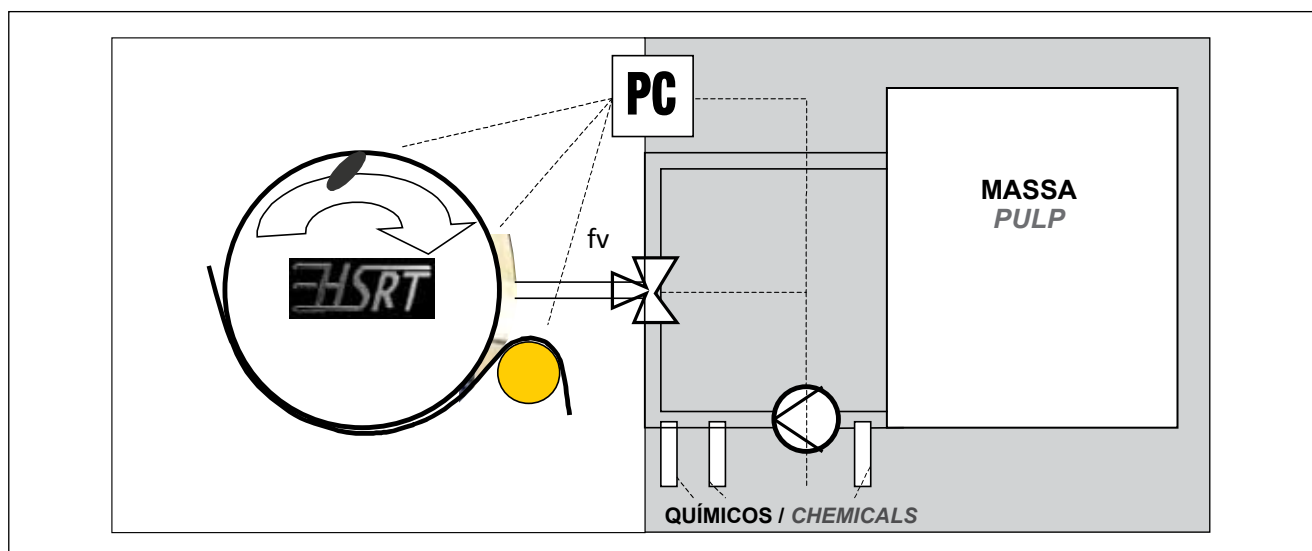 PC
MASSA
PULP
fv
HSRT
QUÍMICOS / CHEMICALS